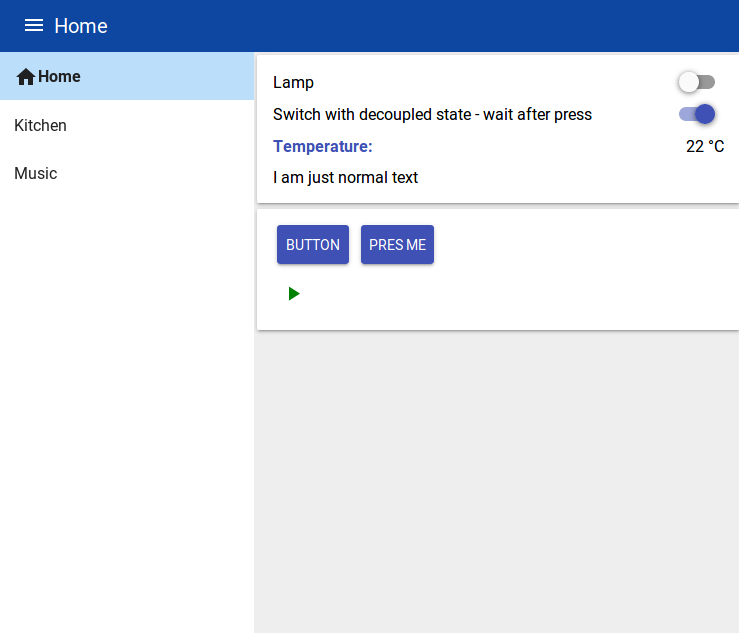 Home
Home
Kitchen
Music
Lamp
Switch with decoupled state - wait after press
Temperature: 22 °C
I am just normal text
BUTTON PRES ME